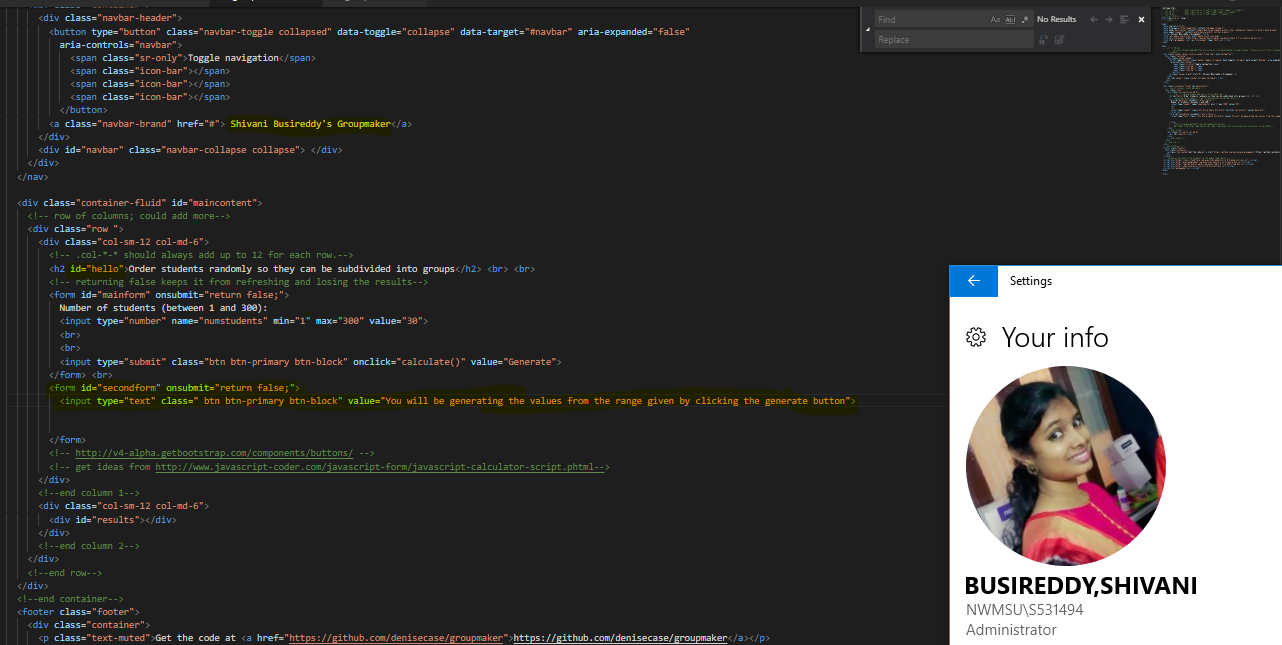 <div class="navbar-header">
<button type="button" class="navbar-toggle collapsed" data-toggle="collapse" data-target="#navbar" aria-expanded="false"
aria-controls="navbar">
<span class="sr-only">Toggle navigation</span>
<span class="icon-bar"></span>
<span class="icon-bar"></span>
<span class="icon-bar"></span>
</button>
<a class="navbar-brand" href="#"> Shivani Busireddy's Groupmaker</a>
</div>
<div id="navbar" class="navbar-collapse collapse"> </div>
</div>
</nav>
<div class="container-fluid" id="maincontent">
<!-- row of columns; could add more-->
<div class="row ">
<div class="col-sm-12 col-md-6">
<!-- .col-*-* should always add up to 12 for each row.-->
<h2 id="hello">Order students randomly so they can be subdivided into groups</h2> <br> <br>
<!-- returning false keeps it from refreshing and losing the results-->
<form id="mainform" onsubmit="return false;">
Number of students (between 1 and 300):
<input type="number" name="numstudents" min="1" max="300" value="30">
<br>
<br>
<input type="submit" class="btn btn-primary btn-block" onclick="calculate()" value="Generate">
</form> <br>
<form id="secondform" onsubmit="return false;">
<input type="text" class=" btn btn-primary btn-block" value="You will be generating the values from the range given by clicking the generate button">
</form>
<!-- http://v4-alpha.getbootstrap.com/components/buttons/ -->
<!-- get ideas from http://www.javascript-coder.com/javascript-form/javascript-calculator-script.phtml-->
</div>
<!--end column 1-->
<div class="col-sm-12 col-md-6">
<div id="results"></div>
</div>
<!--end column 2-->
</div>
<!--end row-->
</div>
<!--end container-->
<footer class="footer">
<div class="container">
<p class="text-muted">Get the code at <a href="https://github.com/denisecase/groupmaker">https://github.com/denisecase/groupmaker</a></p>
Find Aa Abl .* No Results
Replace
Settings
Your info
BUSIREDDY,SHIVANI
NWMSU\S531494
Administrator